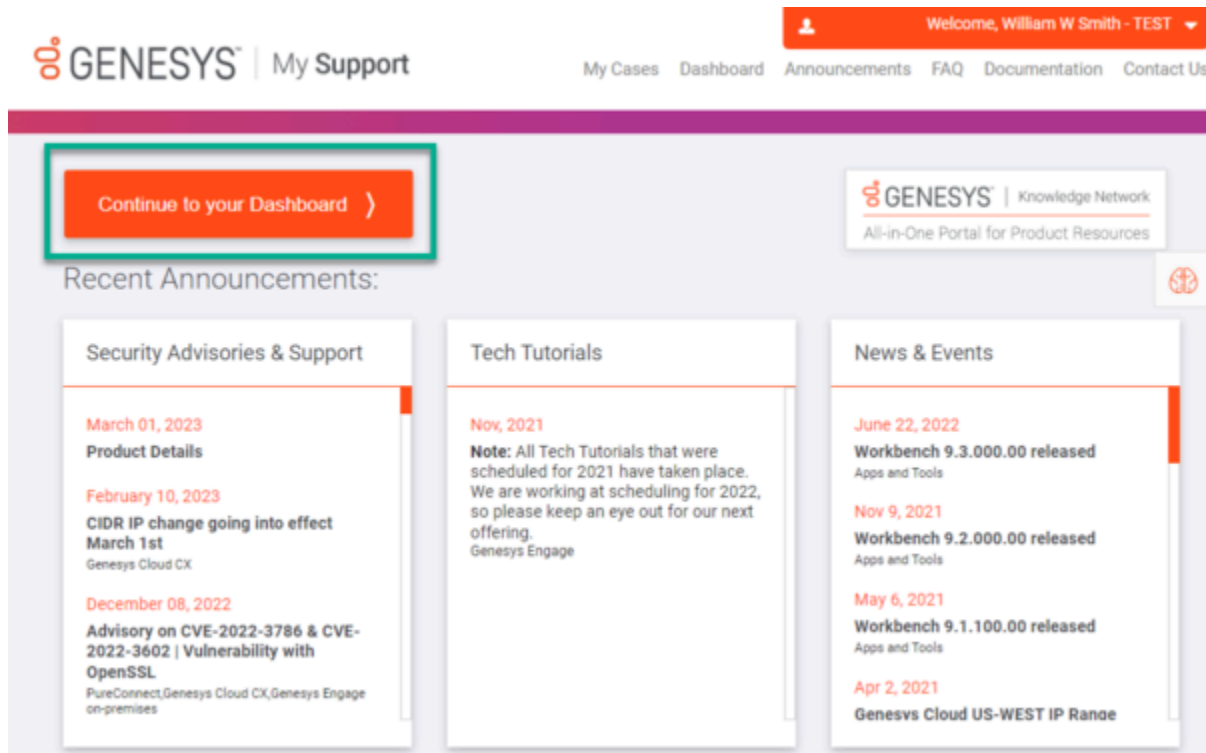 Welcome, William W Smith - TEST
GENESYS™ | My Support
My Cases Dashboard Announcements FAQ Documentation Contact Us
Continue to your Dashboard
GENESYS™ | Knowledge Network
All-in-One Portal for Product Resources
Recent Announcements:
Security Advisories & Support
March 01, 2023
Product Details
February 10, 2023
CIDR IP change going into effect
March 1st
Genesys Cloud CX
December 08, 2022
Advisory on CVE-2022-3786 & CVE-
2022-3602 | Vulnerability with
OpenSSL
PureConnect,Genesys Cloud CX,Genesys Engage
on-premises
Tech Tutorials
Nov, 2021
Note: All Tech Tutorials that were
scheduled for 2021 have taken place.
We are working at scheduling for 2022,
so please keep an eye out for our next
offering.
Genesys Engage
News & Events
June 22, 2022
Workbench 9.3.000.00 released
Apps and Tools
Nov 9, 2021
Workbench 9.2.000.00 released
Apps and Tools
May 6, 2021
Workbench 9.1.100.00 released
Apps and Tools
Apr 2, 2021
Genesys Cloud US-WEST IP Range